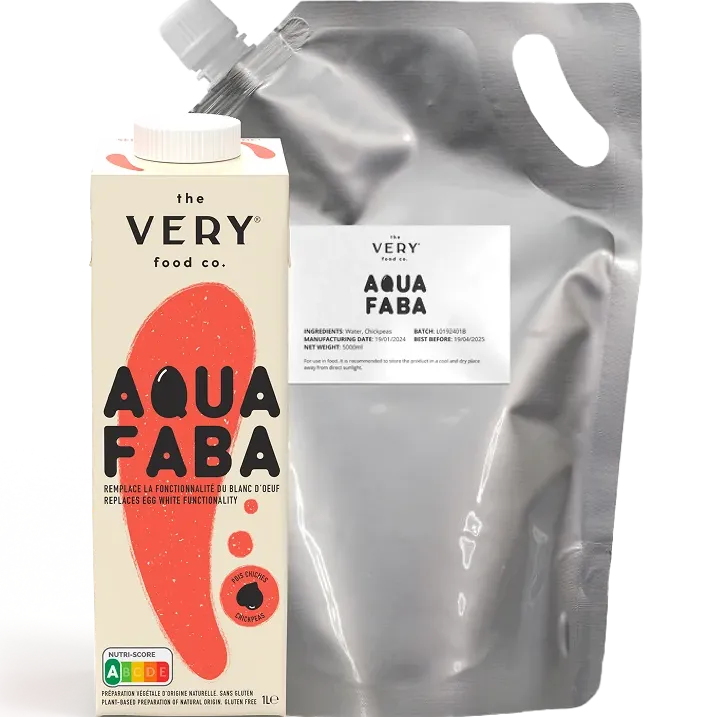 the
VERY®
food co.
AQUA
FABA
REMPLACE LA FONCTIONNALITÉ DU BLANC D'OEUF
REPLACES EGG WHITE FUNCTIONALITY
POIS CHICHES
CHICKPEAS
NUTRI-SCORE
A B C D E
PRÉPARATION VÉGÉTALE D'ORIGINE NATURELLE. SANS GLUTEN
PLANT-BASED PREPARATION OF NATURAL ORIGIN. GLUTEN FREE
1L℮
the
VERY®
food co.
AQUA
FABA
INGREDIENTS: Water, Chickpeas
MANUFACTURING DATE: 19/01/2024
NET WEIGHT: 5000ml
BATCH: L0192401B
BEST BEFORE: 19/04/2025
For use in food, it is recommended to store the product in a cool and dry place
away from direct sunlight.